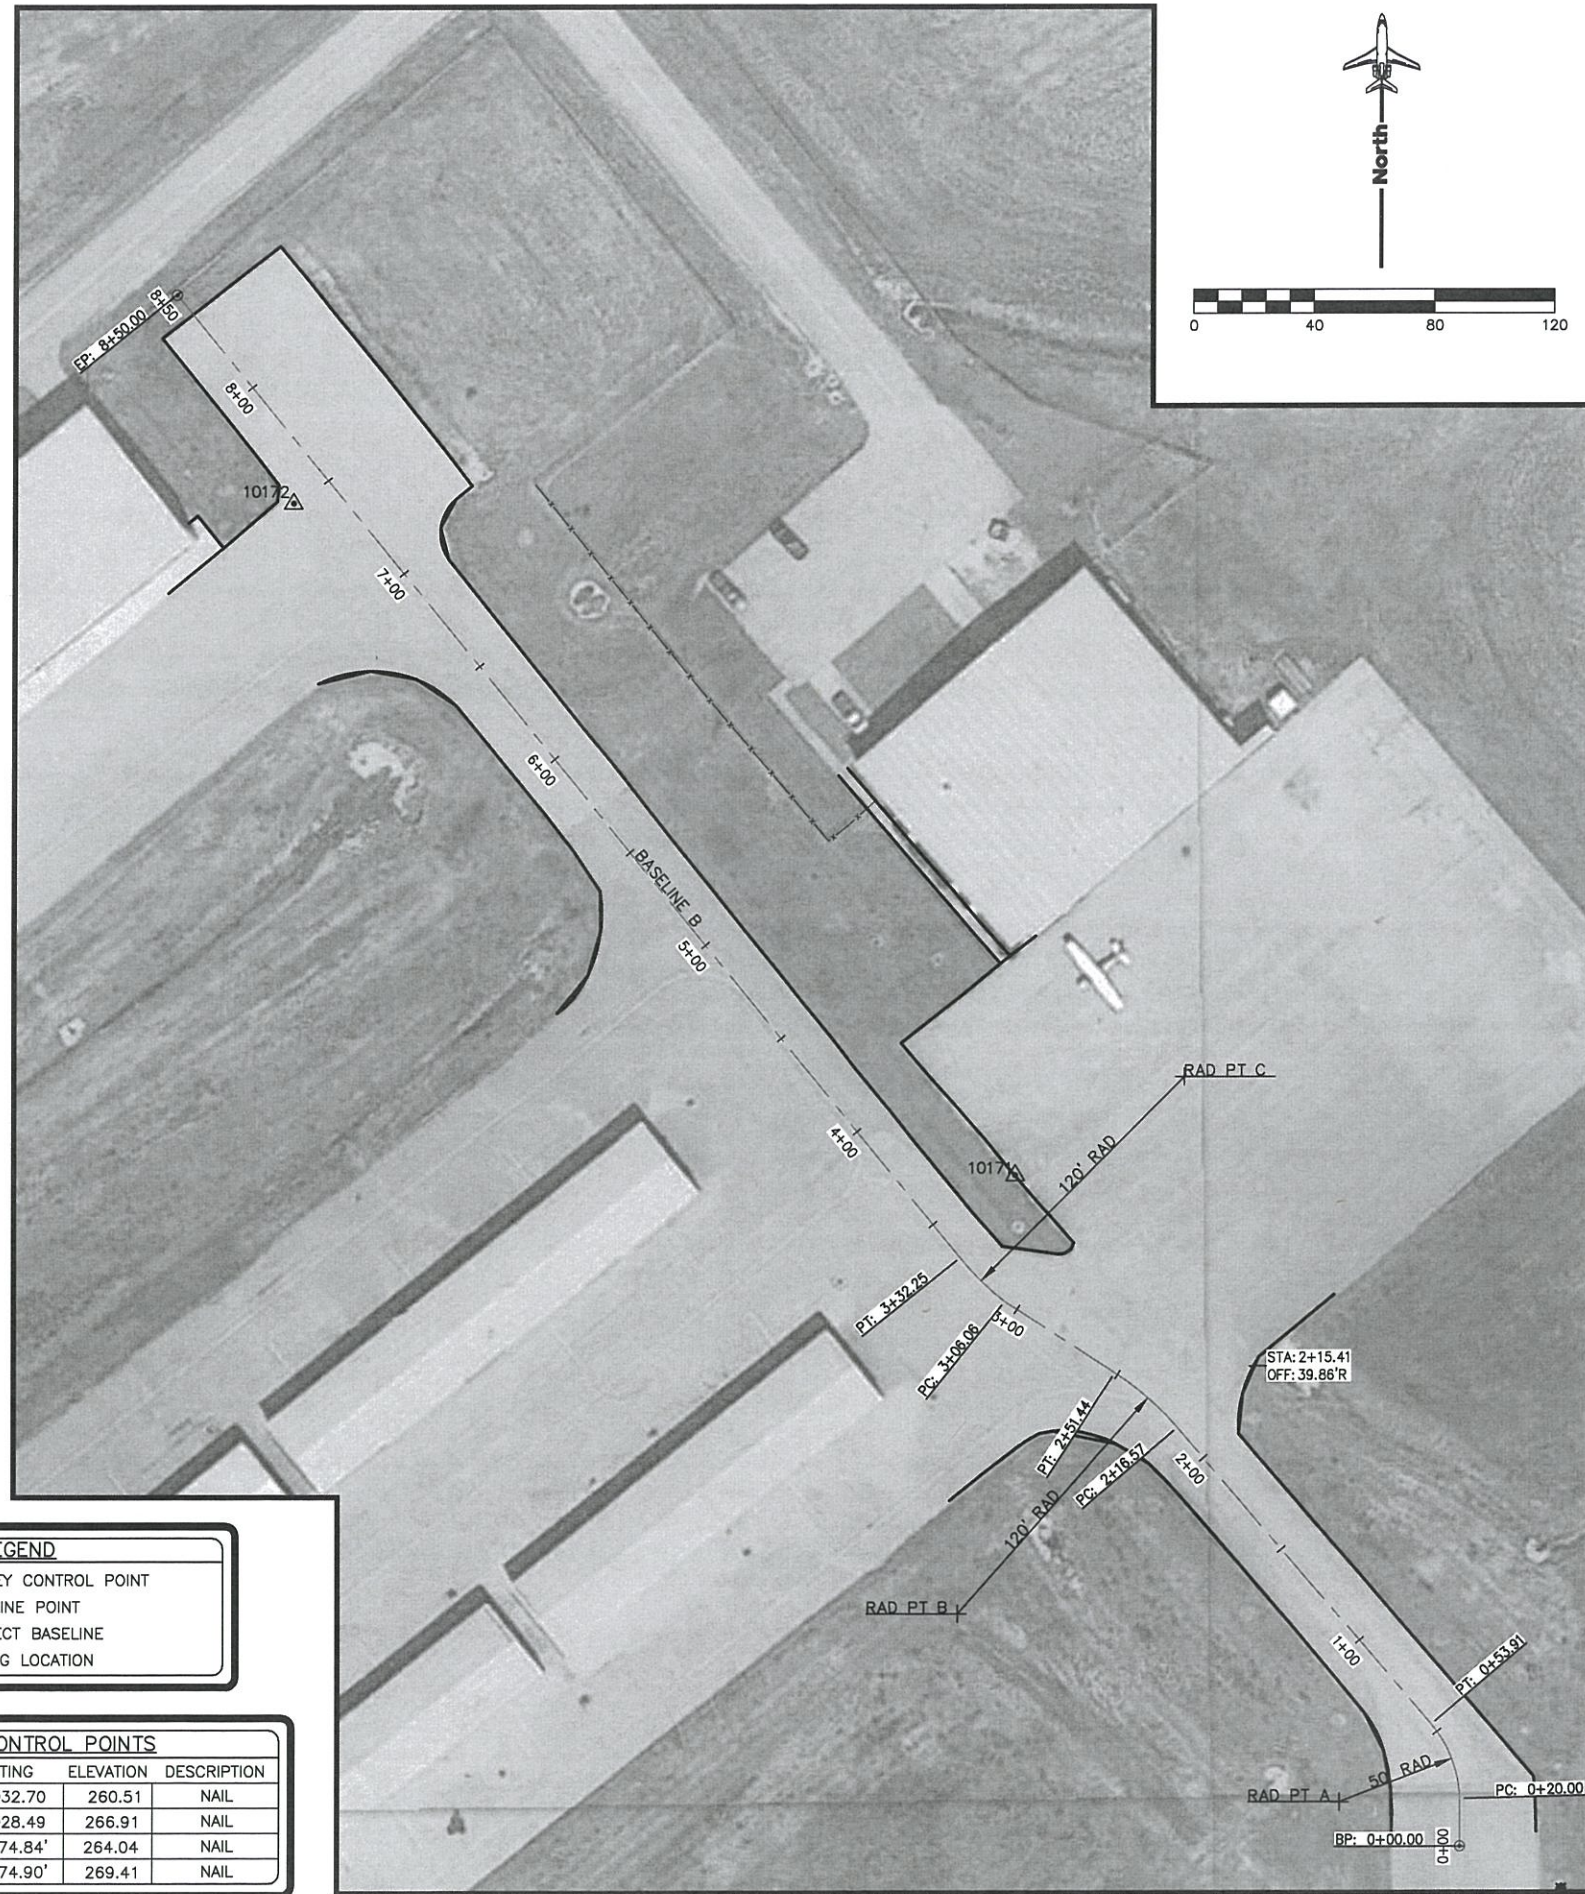 North
0 40 80 120
EP: 8+50.00
8+50
8+00
10172
7+00
6+00
BASELINE B
5+00
RAD PT C
4+00
120' RAD
PT: 3+32.25
PC: 3+06.06
3+00
STA: 2+15.41
OFF: 39.86'R
PT: 2+51.44
PC: 2+16.57
2+00
120' RAD
RAD PT B
1+00
PT: 0+53.91
50' RAD
RAD PT A
PC: 0+20.00
BP: 0+00.00
0+00
EGEND
EY CONTROL POINT
INE POINT
ECT BASELINE
G LOCATION
ONTROL POINTS
TING ELEVATION DESCRIPTION
32.70 260.51 NAIL
28.49 266.91 NAIL
74.84' 264.04 NAIL
74.90' 269.41 NAIL